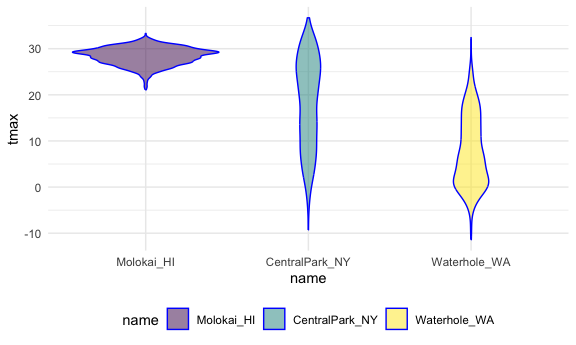 tmax
30
20
10
0
-10
Molokai_HI CentralPark_NY Waterhole_WA
name
name Molokai_HI CentralPark_NY Waterhole_WA